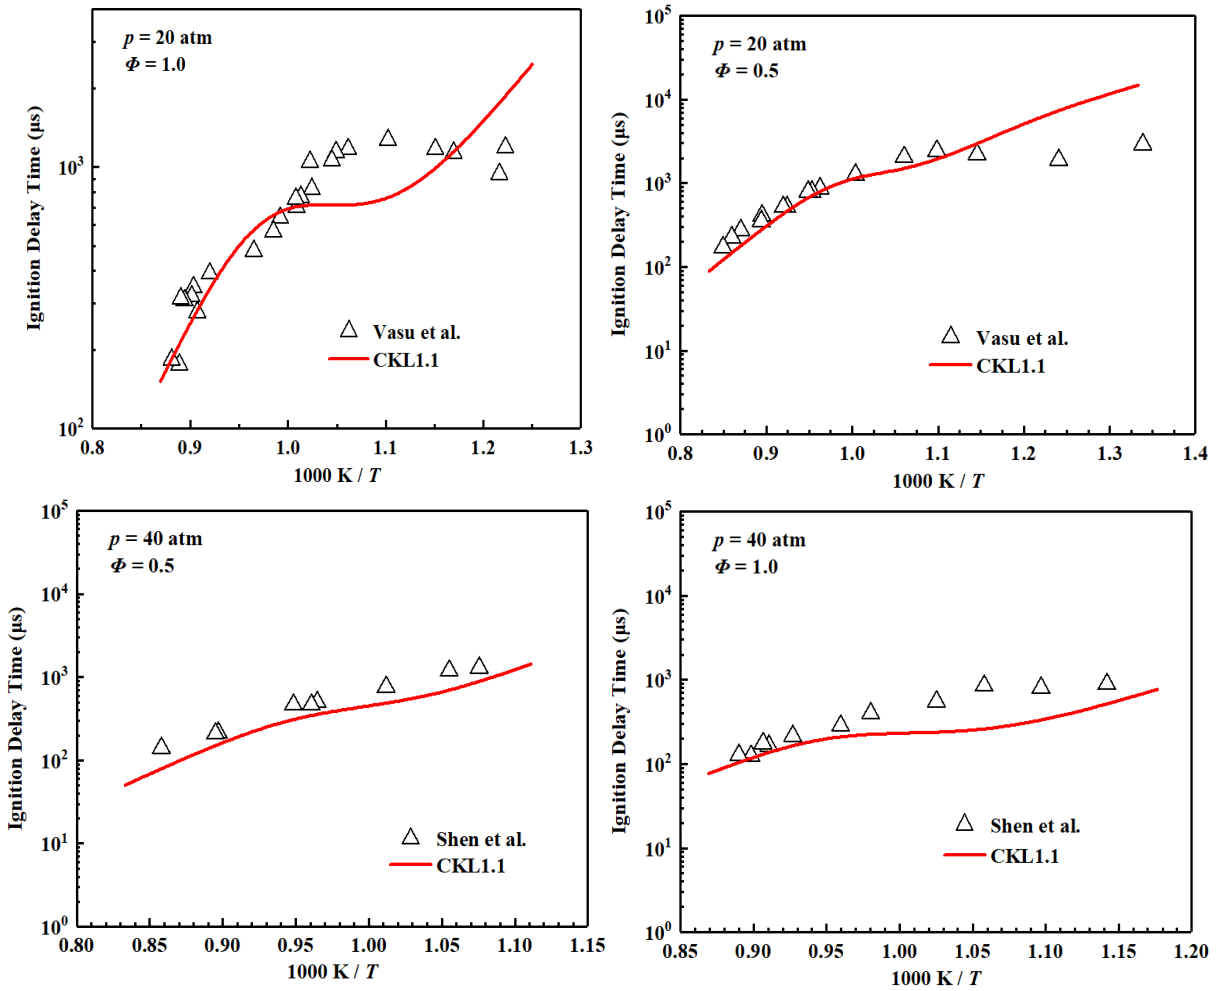 p = 20 atm
Φ = 1.0
Ignition Delay Time (μs)
10³
10²
Vasu et al.
CKL1.1
0.8 0.9 1.0 1.1 1.2 1.3
1000 K / T
p = 20 atm
Φ = 0.5
Ignition Delay Time (μs)
10⁵
10⁴
10³
10²
10¹
10⁰
Vasu et al.
CKL1.1
0.8 0.9 1.0 1.1 1.2 1.3 1.4
1000 K / T
p = 40 atm
Φ = 0.5
Ignition Delay Time (μs)
10⁵
10⁴
10³
10²
10¹
10⁰
Shen et al.
CKL1.1
0.80 0.85 0.90 0.95 1.00 1.05 1.10 1.15
1000 K / T
p = 40 atm
Φ = 1.0
Ignition Delay Time (μs)
10⁵
10⁴
10³
10²
10¹
10⁰
Shen et al.
CKL1.1
0.85 0.90 0.95 1.00 1.05 1.10 1.15 1.20
1000 K / T